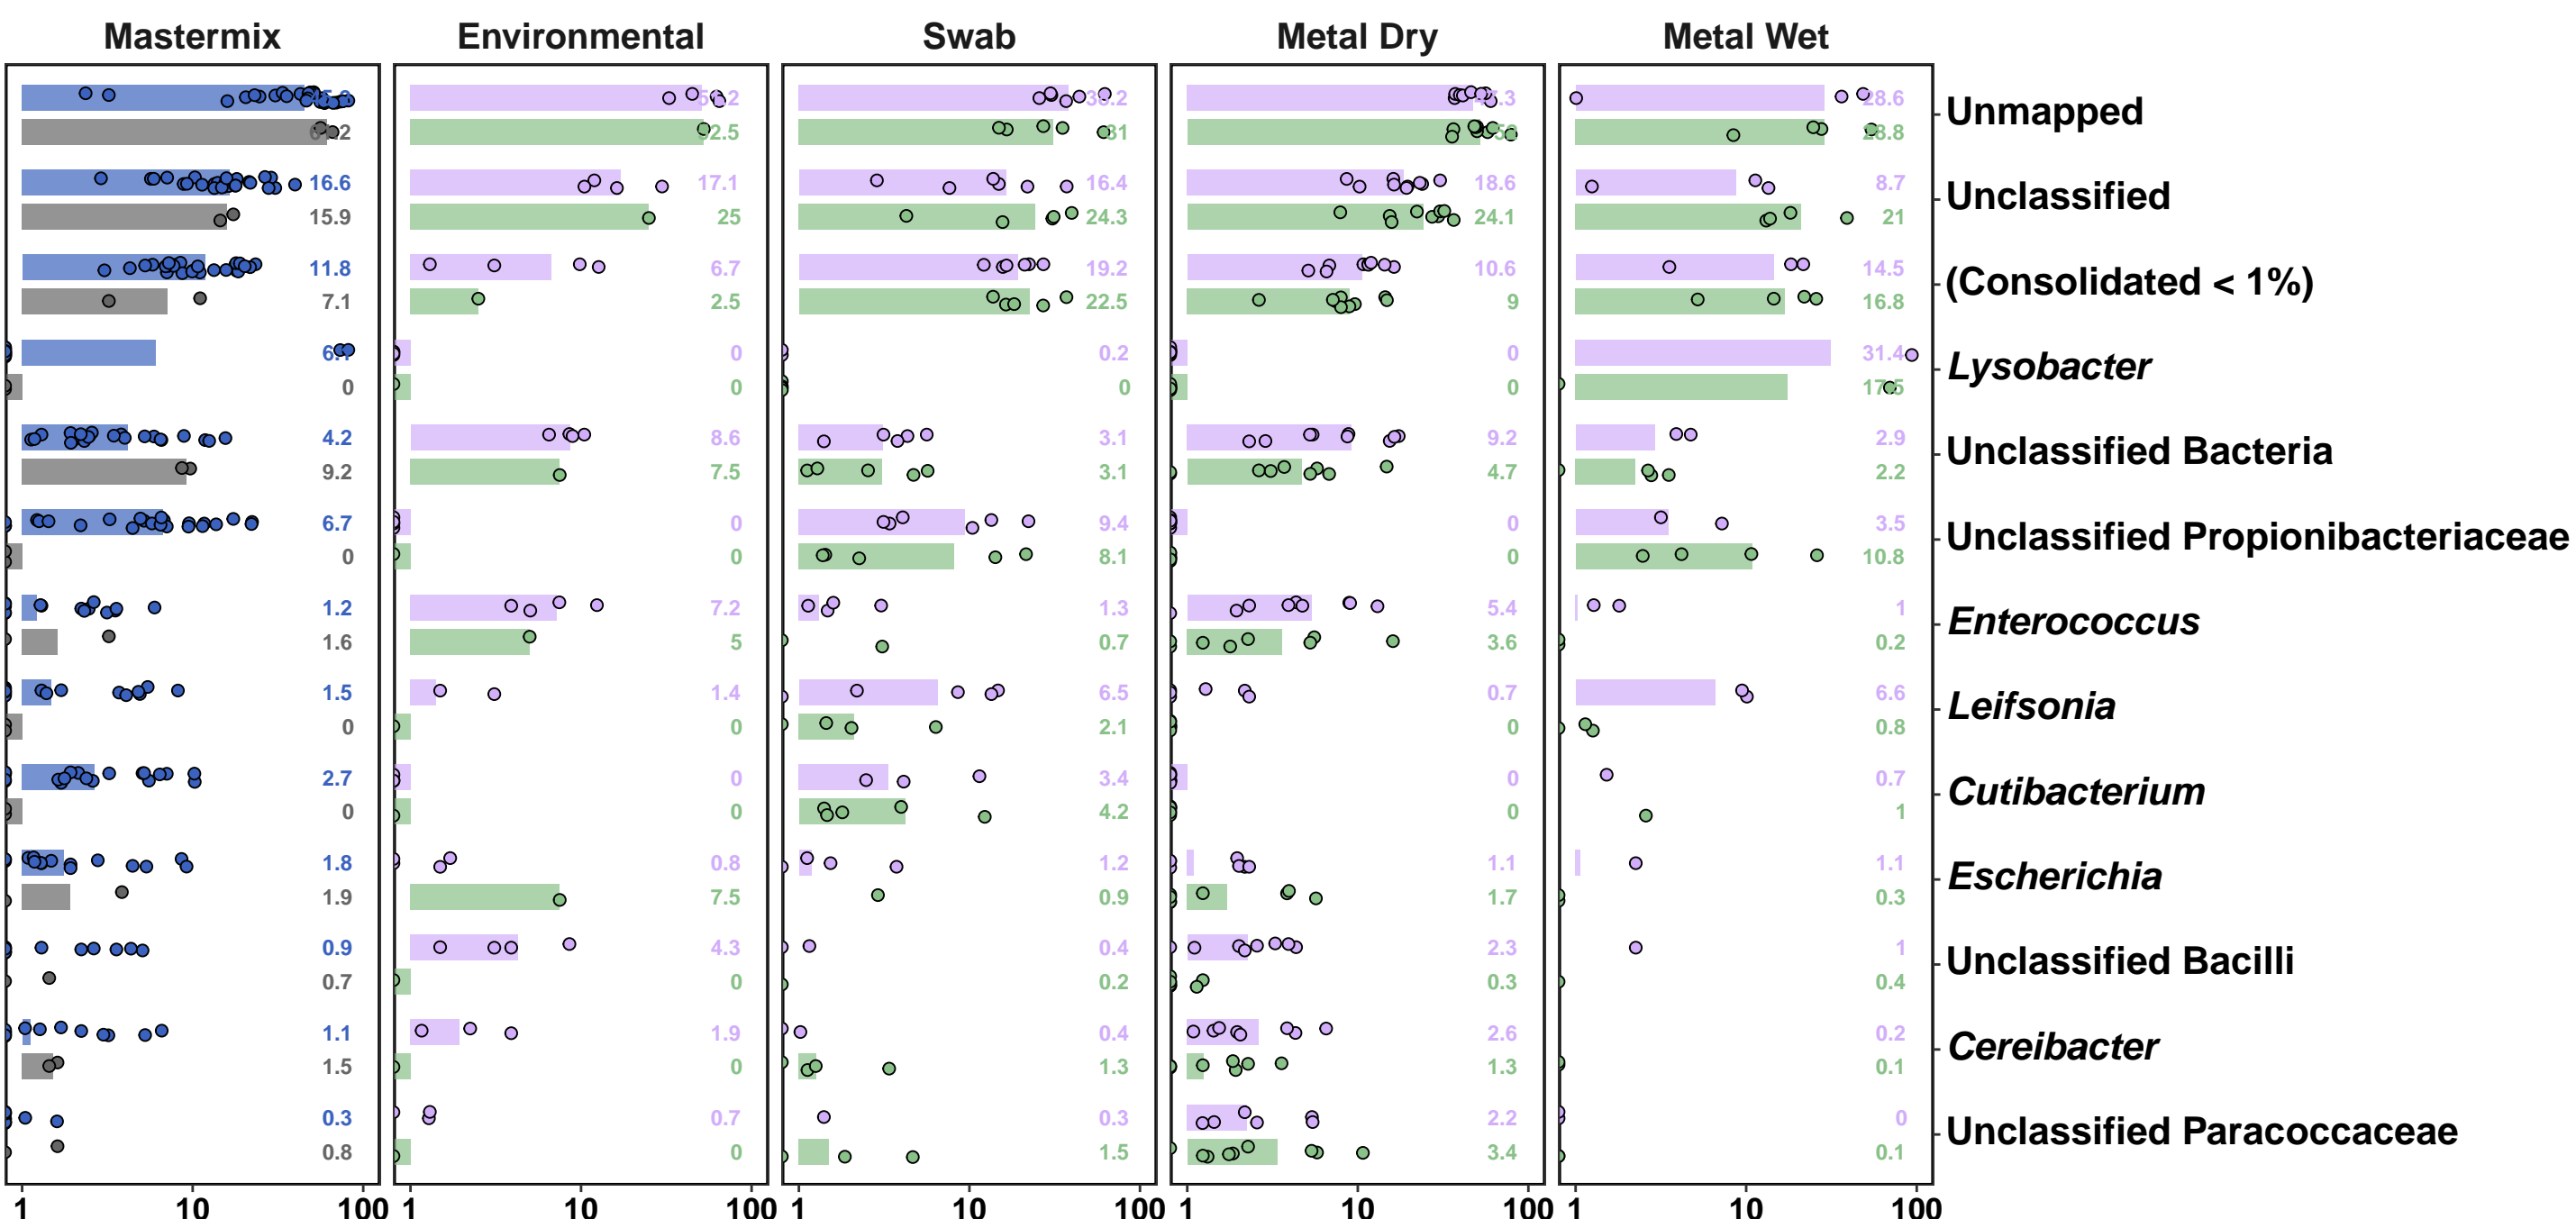 Mastermix Environmental Swab Metal Dry Metal Wet
38.2 28.6 Unmapped
52.5 31 28.8
16.6 17.1 16.4 18.6 8.7 Unclassified
15.9 25 24.3 24.1 21
11.8 6.7 19.2 10.6 14.5 (Consolidated < 1%)
7.1 2.5 22.5 9 16.8
0 0.2 0 31.4 Lysobacter
0 0 0 0 17.5
4.2 8.6 3.1 9.2 2.9 Unclassified Bacteria
9.2 7.5 3.1 4.7 2.2
6.7 0 9.4 0 3.5 Unclassified Propionibacteriaceae
0 0 8.1 0 10.8
1.2 7.2 1.3 5.4 1 Enterococcus
1.6 5 0.7 3.6 0.2
1.5 1.4 6.5 0.7 6.6 Leifsonia
0 0 2.1 0 0.8
2.7 0 3.4 0 0.7 Cutibacterium
0 0 4.2 0 1
1.8 0.8 1.2 1.1 1.1 Escherichia
1.9 7.5 0.9 1.7 0.3
0.9 4.3 0.4 2.3 1 Unclassified Bacilli
0.7 0 0.2 0.3 0.4
1.1 1.9 0.4 2.6 0.2 Cereibacter
1.5 0 1.3 1.3 0.1
0.3 0.7 0.3 2.2 0 Unclassified Paracoccaceae
0.8 0 1.5 3.4 0.1
1 10 100 1 10 100 1 10 100 1 10 100 1 10 100